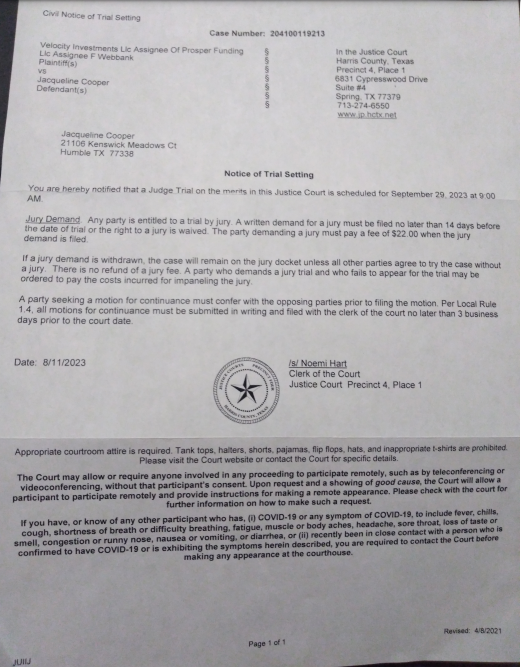 Civil Notice of Trial Setting
Case Number: 204100119213
Velocity Investments Llc Assignee Of Prosper Funding
Llc Assignee F Webbank
Plaintiff(s)
vs
Jacqueline Cooper
Defendant(s)
§
§
§
§
§
§
In the Justice Court
Harris County, Texas
Precinct 4, Place 1
6831 Cypresswood Drive
Suite #4
Spring, TX 77379
713-274-6550
www.jp.hctx.net
Jacqueline Cooper
21106 Kenswick Meadows Ct
Humble TX 77338
Notice of Trial Setting
You are hereby notified that a Judge Trial on the merits in this Justice Court is scheduled for September 29, 2023 at 9:00
AM.
Jury Demand. Any party is entitled to a trial by jury. A written demand for a jury must be filed no later than 14 days before
the date of trial or the right to a jury is waived. The party demanding a jury must pay a fee of $22.00 when the jury
demand is filed.
If a jury demand is withdrawn, the case will remain on the jury docket unless all other parties agree to try the case without
a jury. There is no refund of a jury fee. A party who demands a jury trial and who fails to appear for the trial may be
ordered to pay the costs incurred for impaneling the jury.
A party seeking a motion for continuance must confer with the opposing parties prior to filing the motion. Per Local Rule
1.4, all motions for continuance must be submitted in writing and filed with the clerk of the court no later than 3 business
days prior to the court date.
Date: 8/11/2023
/s/ Noemi Hart
Clerk of the Court
Justice Court Precinct 4, Place 1
Appropriate courtroom attire is required. Tank tops, halters, shorts, pajamas, flip flops, hats, and inappropriate t-shirts are prohibited.
Please visit the Court website or contact the Court for specific details.
The Court may allow or require anyone involved in any proceeding to participate remotely, such as by teleconferencing or
videoconferencing, without that participant's consent. Upon request and a showing of good cause, the Court will allow a
participant to participate remotely and provide instructions for making a remote appearance. Please check with the court for
further information on how to make such a request.
If you have, or know of any other participant who has, (i) COVID-19 or any symptom of COVID-19, to include fever, chills,
cough, shortness of breath or difficulty breathing, fatigue, muscle or body aches, headache, sore throat, loss of taste or
smell, congestion or runny nose, nausea or vomiting, or diarrhea, or (ii) recently been in close contact with a person who is
confirmed to have COVID-19 or is exhibiting the symptoms herein described, you are required to contact the Court before
making any appearance at the courthouse.
Revised: 4/8/2021
Page 1 of 1